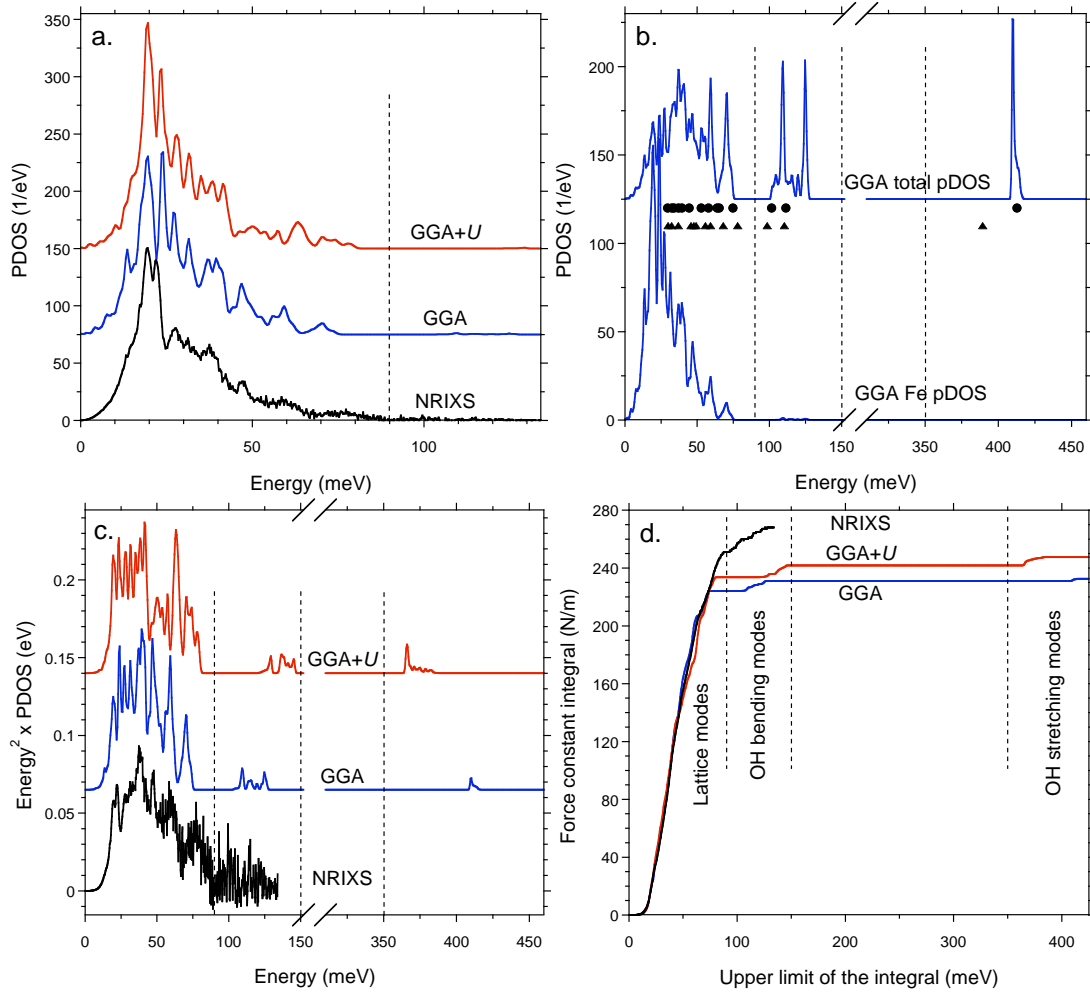 a.
350
300
250
200
150
100
50
0
PDOS (1/eV)
GGA+U
GGA
NRIXS
0
50
100
Energy (meV)
b.
200
150
100
50
0
PDOS (1/eV)
GGA total pDOS
GGA Fe pDOS
0
50
100
150
350
400
450
Energy (meV)
c.
0.2
0.15
0.1
0.05
0
Energy² x PDOS (eV)
GGA+U
GGA
NRIXS
0
50
100
150
350
400
450
Energy (meV)
d.
280
240
200
160
120
80
40
0
Force constant integral (N/m)
NRIXS
GGA+U
GGA
Lattice modes
OH bending modes
OH stretching modes
0
100
200
300
400
Upper limit of the integral (meV)